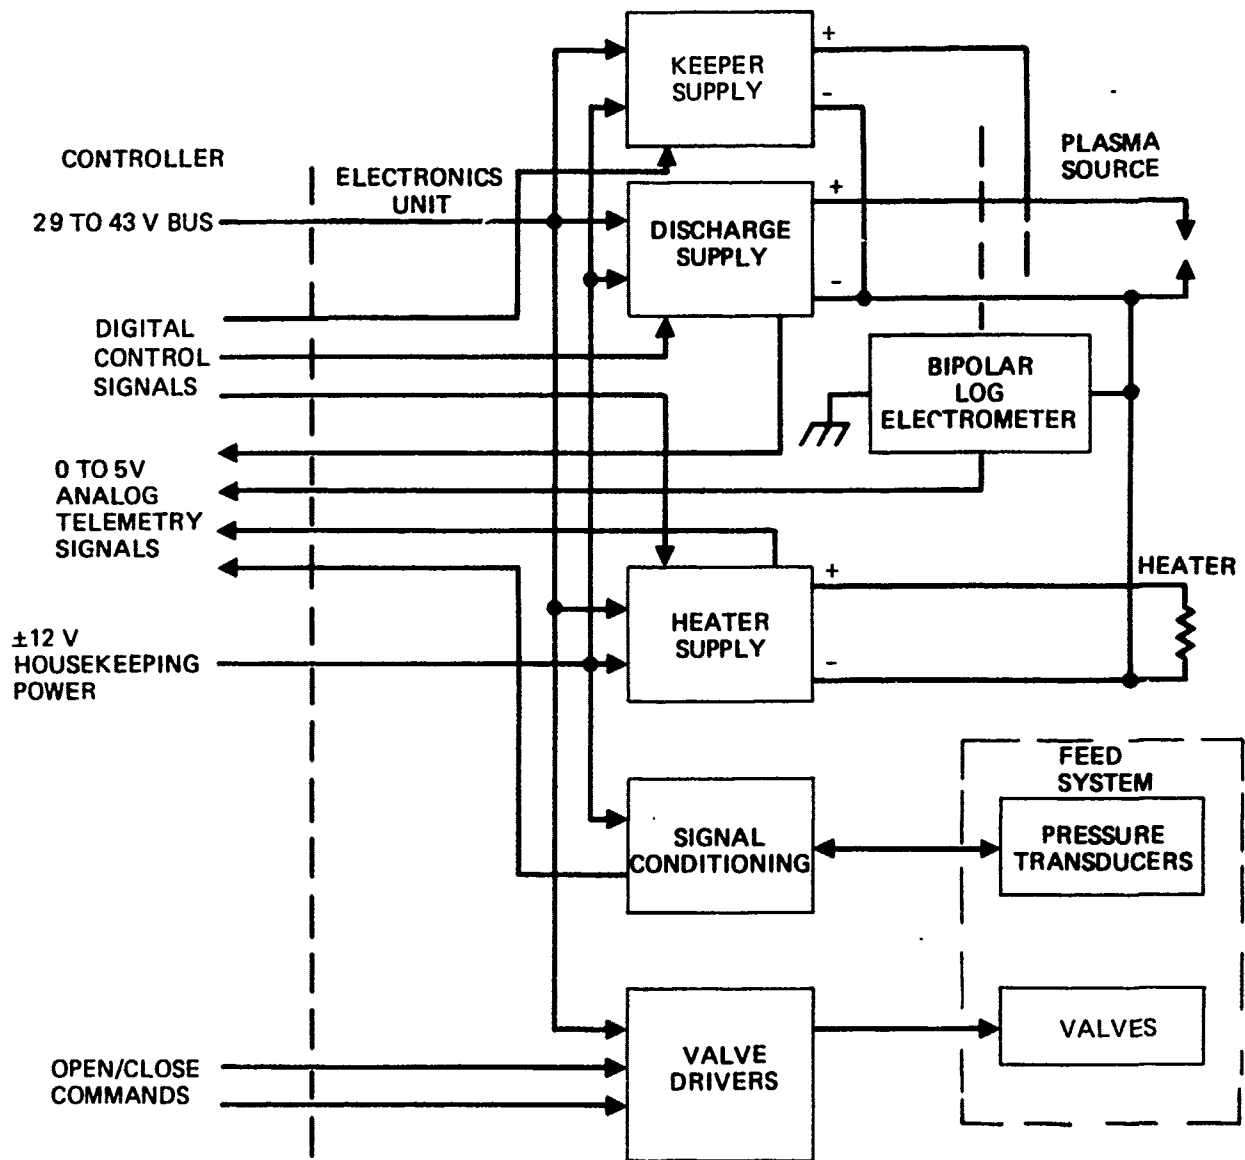 KEEPER
SUPPLY
+
-
CONTROLLER
ELECTRONICS
UNIT
PLASMA
SOURCE
29 TO 43 V BUS
DISCHARGE
SUPPLY
+
-
DIGITAL
CONTROL
SIGNALS
BIPOLAR
LOG
ELECTROMETER
0 TO 5V
ANALOG
TELEMETRY
SIGNALS
HEATER
SUPPLY
+
-
HEATER
±12 V
HOUSEKEEPING
POWER
FEED
SYSTEM
SIGNAL
CONDITIONING
PRESSURE
TRANSDUCERS
VALVE
DRIVERS
VALVES
OPEN/CLOSE
COMMANDS